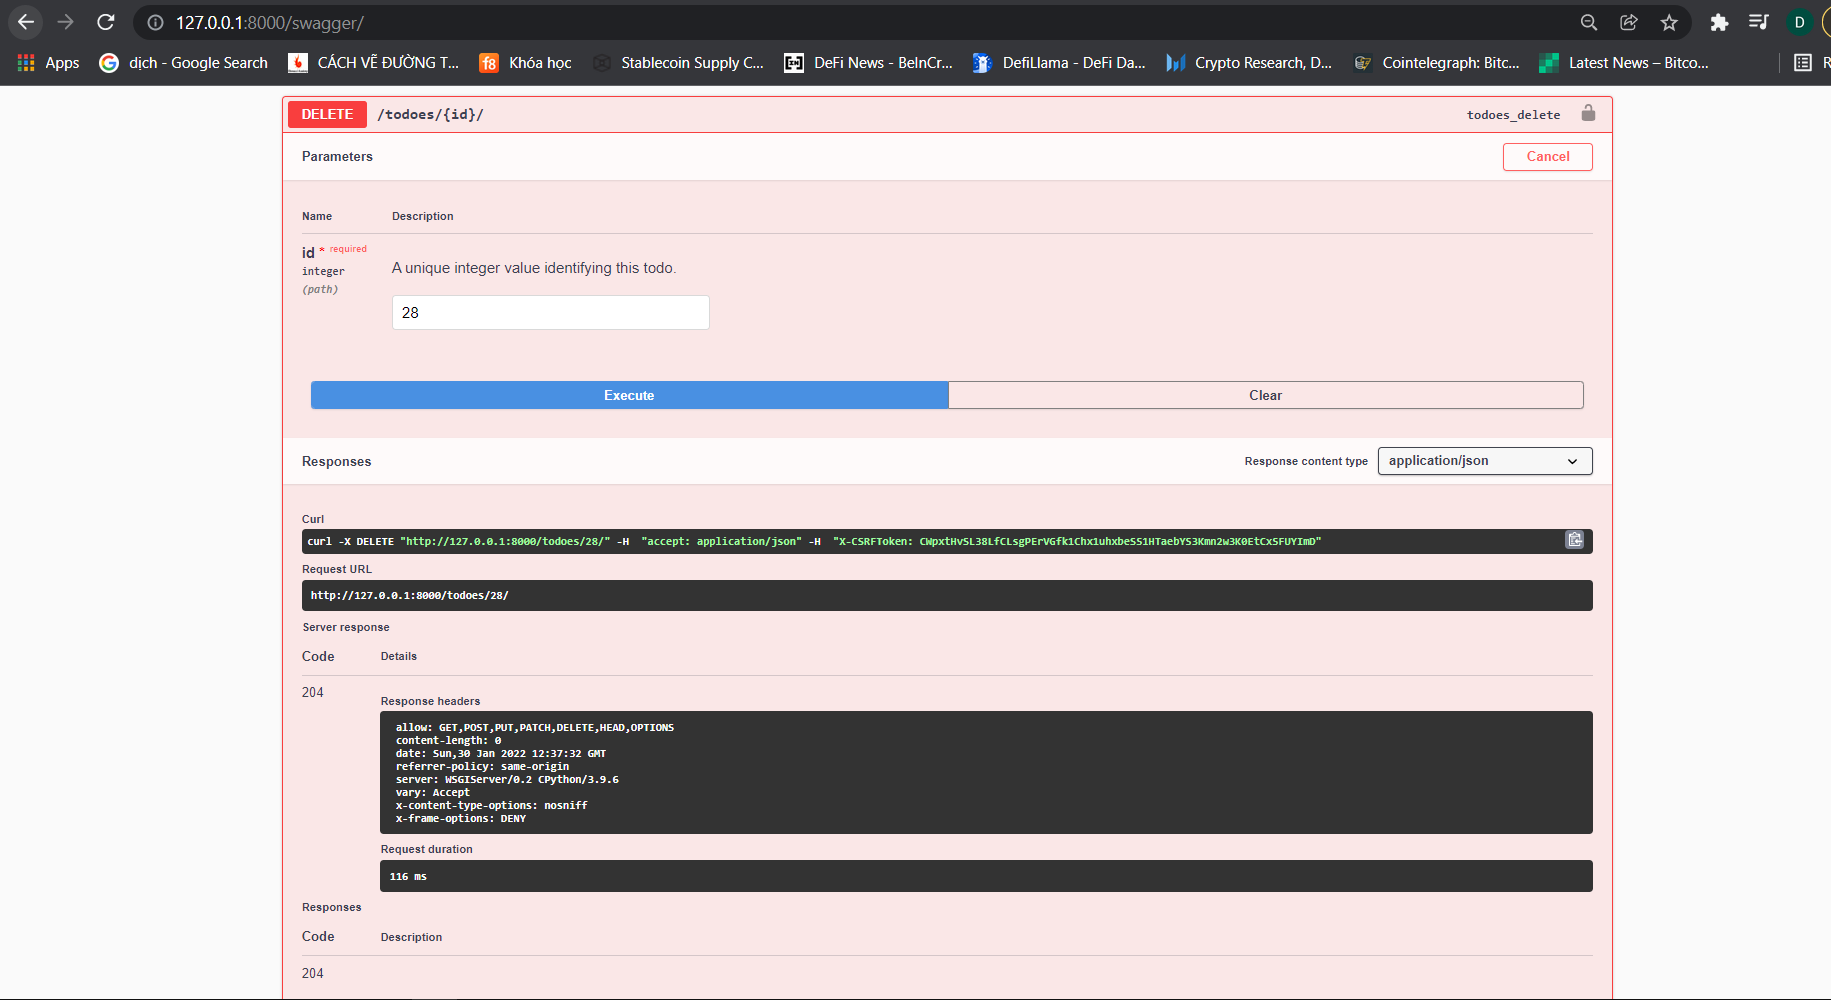 127.0.0.1:8000/swagger/
D
Apps
dịch - Google Search
CÁCH VẼ ĐƯỜNG T...
f8 Khóa học
Stablecoin Supply C...
DeFi News - BeInCr...
DefiLlama - DeFi Da...
Crypto Research, D...
Cointelegraph: Bitc...
Latest News – Bitco...
R
DELETE /todoes/{id}/ todoes_delete
Parameters Cancel
Name Description
id * required
integer
(path)
A unique integer value identifying this todo.
28
Execute Clear
Responses Response content type application/json
Curl
curl -X DELETE "http://127.0.0.1:8000/todoes/28/" -H "accept: application/json" -H "X-CSRFToken: CWpxtHvSL38LfCLsgPErVGfk1Chx1uhxbeSS1HTaebYS3Kmn2w3K0EtCxSFUYImD"
Request URL
http://127.0.0.1:8000/todoes/28/
Server response
Code Details
204
Response headers
allow: GET,POST,PUT,PATCH,DELETE,HEAD,OPTIONS
content-length: 0
date: Sun,30 Jan 2022 12:37:32 GMT
referrer-policy: same-origin
server: WSGIServer/0.2 CPython/3.9.6
vary: Accept
x-content-type-options: nosniff
x-frame-options: DENY
Request duration
116 ms
Responses
Code Description
204